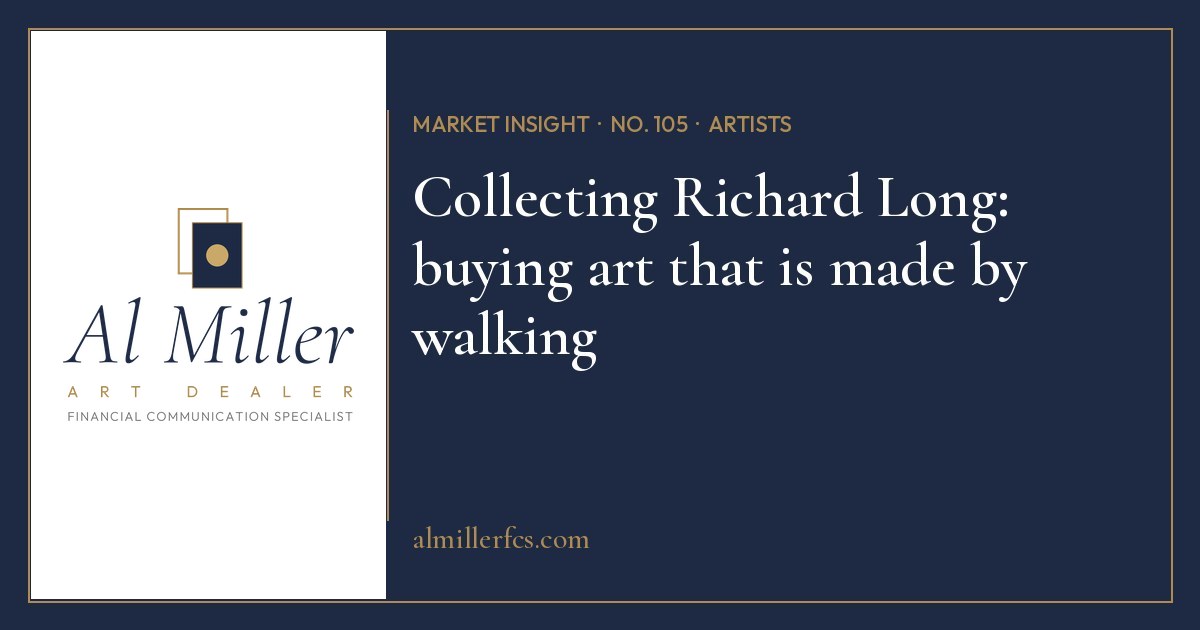 Al Miller
ART DEALER
FINANCIAL COMMUNICATION SPECIALIST
MARKET INSIGHT · NO. 105 · ARTISTS
Collecting Richard Long:
buying art that is made by
walking
almillerfcs.com